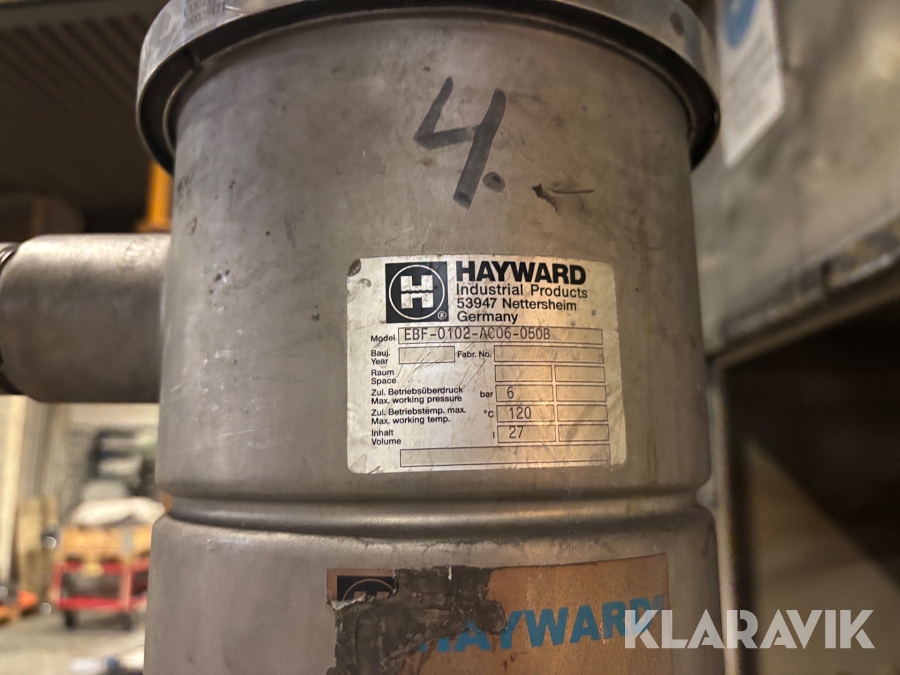 4.
H
®
HAYWARD
Industrial Products
53947 Nettersheim
Germany
Model EBF-0102-AC06-050B
Bauj.
Year
Fabr. No.
Raum
Space
Zul. Betriebsüberdruck
Max. working pressure
bar 6
Zul. Betriebstemp. max.
Max. working temp.
°C 120
Inhalt
Volume
l 27
HAYWARD
KLARAVIK